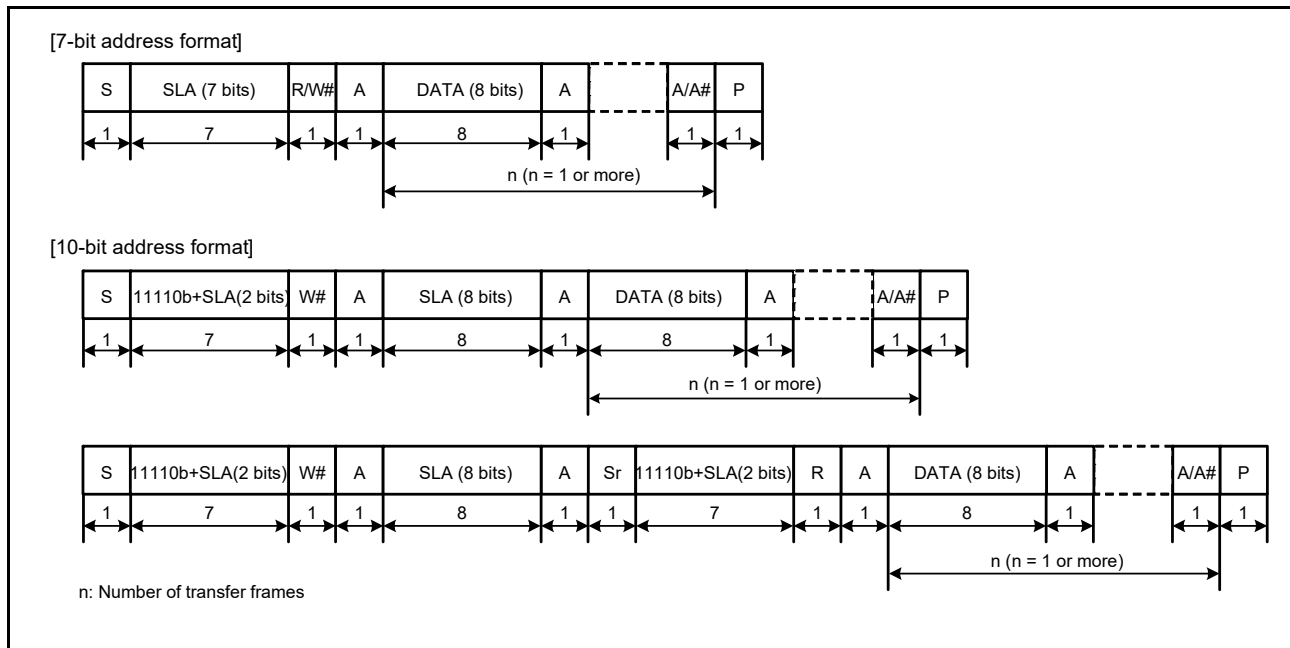 [7-bit address format]
S SLA (7 bits) R/W# A DATA (8 bits) A A/A# P
1 7 1 1 8 1 1 1
n (n = 1 or more)
[10-bit address format]
S 11110b+SLA(2 bits) W# A SLA (8 bits) A DATA (8 bits) A A/A# P
1 7 1 1 8 1 8 1 1 1
n (n = 1 or more)
S 11110b+SLA(2 bits) W# A SLA (8 bits) A Sr 11110b+SLA(2 bits) R A DATA (8 bits) A A/A# P
1 7 1 1 8 1 1 7 1 1 8 1 1 1
n (n = 1 or more)
n: Number of transfer frames